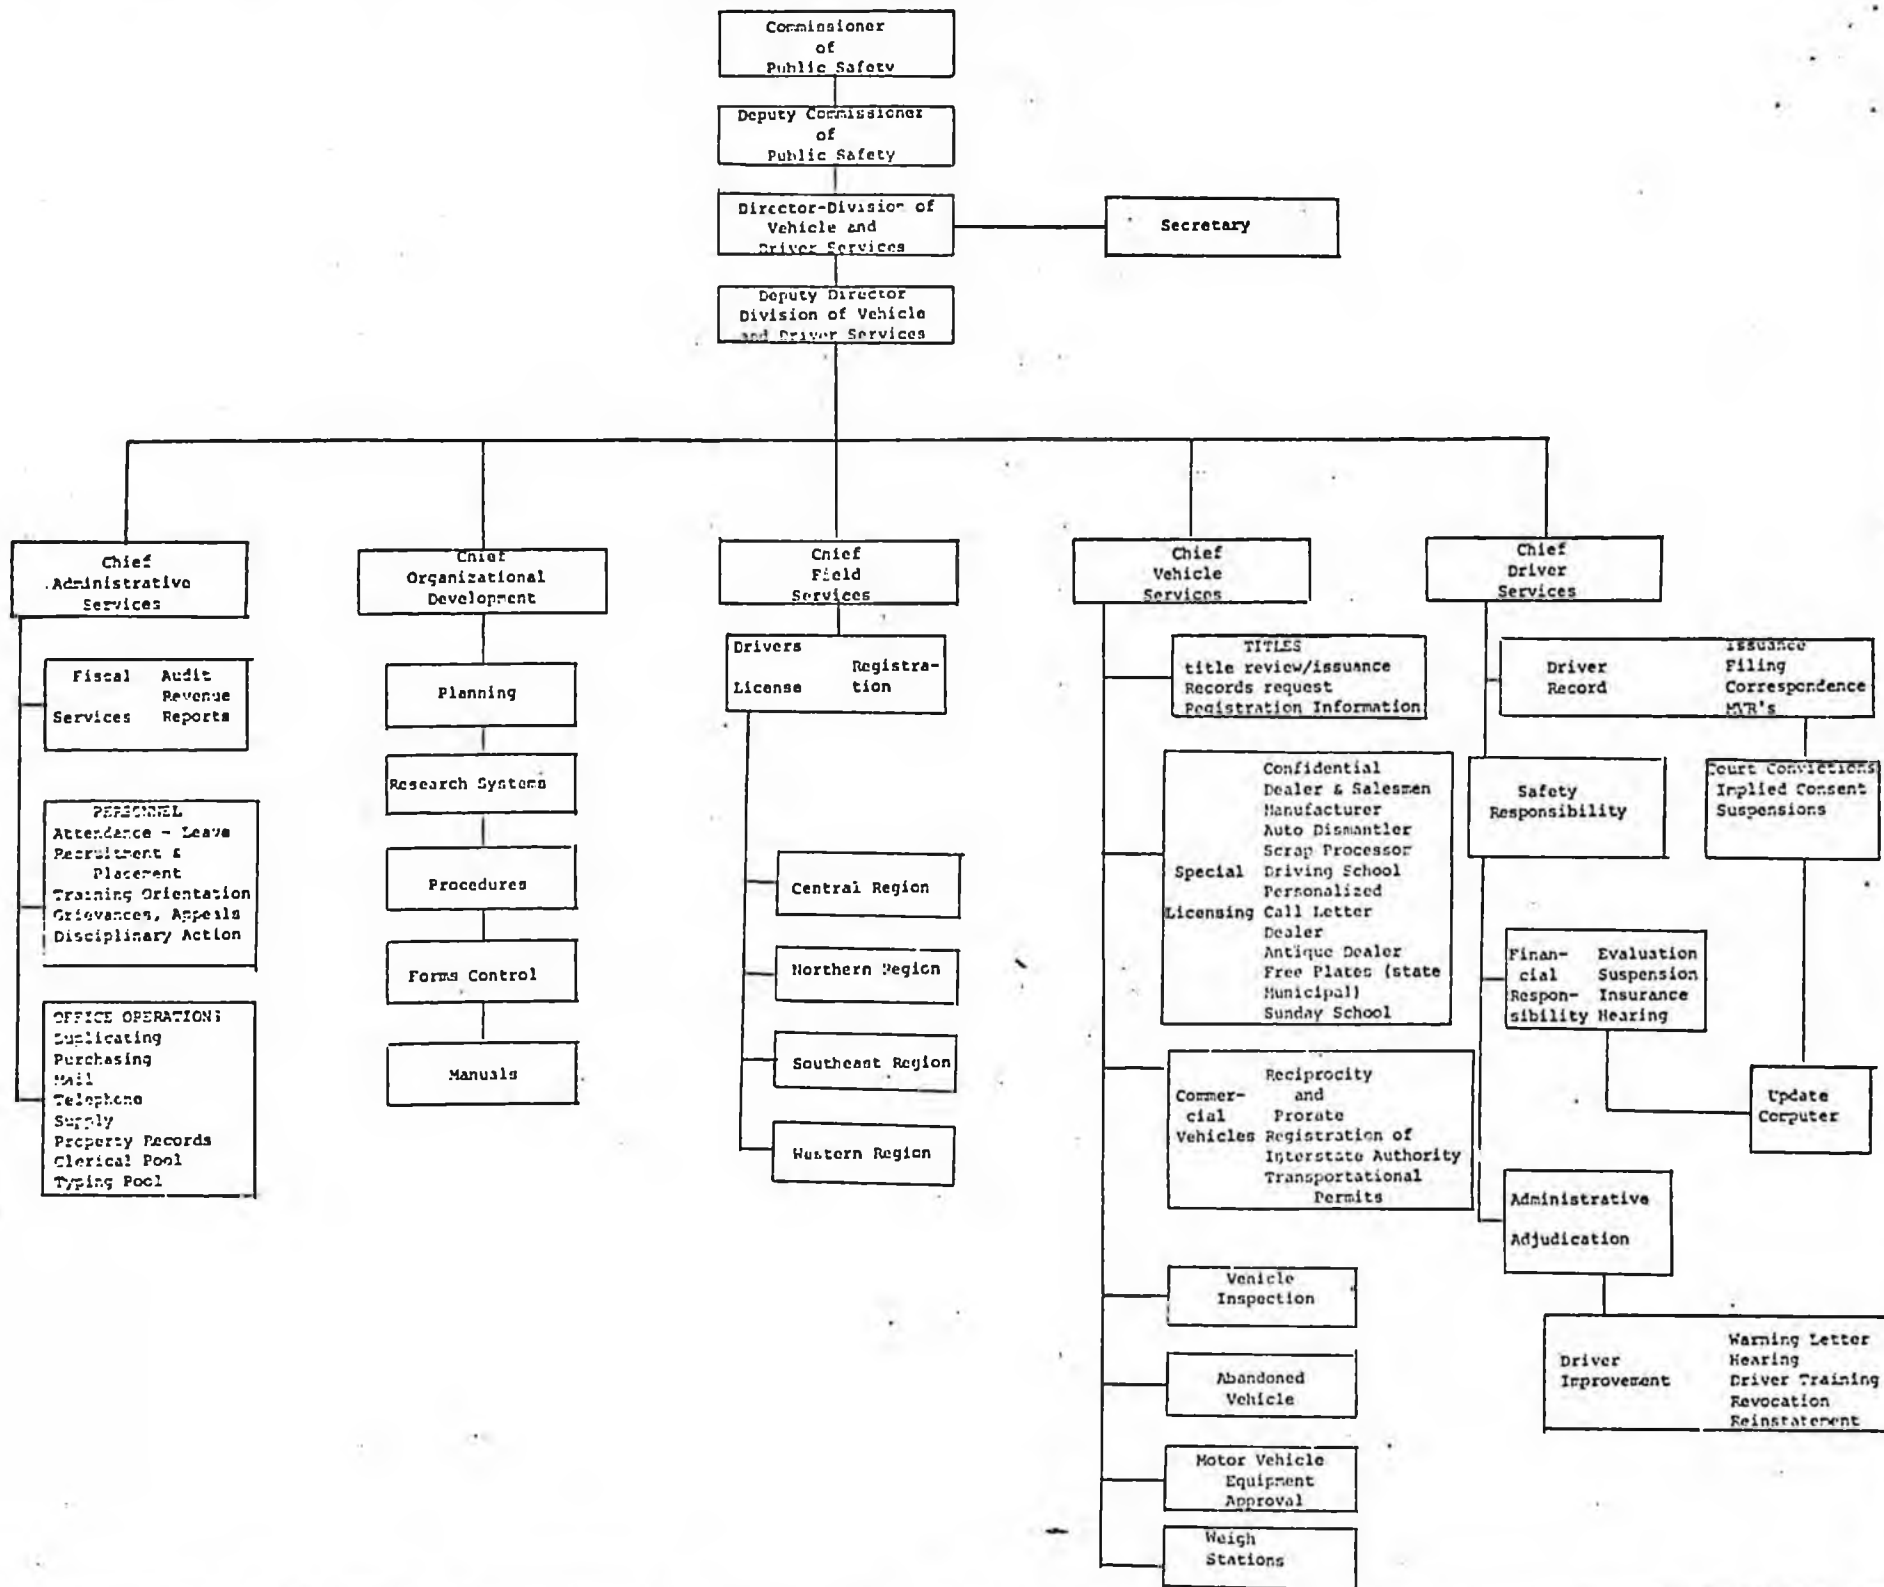 Commissioner
of
Public Safety
Deputy Commissioner
of
Public Safety
Director-Division of
Vehicle and
Driver Services
Secretary
Deputy Director
Division of Vehicle
and Driver Services
Chief
Administrative
Services
Fiscal Audit
Revenue
Services Reports
PERSONNEL
Attendance - Leave
Recruitment &
Placement
Training Orientation
Grievances, Appeals
Disciplinary Action
OFFICE OPERATIONS
Duplicating
Purchasing
Mail
Telephone
Supply
Property Records
Clerical Pool
Typing Pool
Chief
Organizational
Development
Planning
Research Systems
Procedures
Forms Control
Manuals
Chief
Field
Services
Drivers
Registra-
License tion
Central Region
Northern Region
Southeast Region
Western Region
Chief
Vehicle
Services
TITLES
title review/issuance
Records request
Registration Information
Confidential
Dealer & Salesmen
Manufacturer
Auto Dismantler
Scrap Processor
Special Driving School
Personalized
Licensing Call Letter
Dealer
Antique Dealer
Free Plates (state
Municipal)
Sunday School
Reciprocity
Commer- and
cial Prorate
Vehicles Registration of
Interstate Authority
Transportational
Permits
Vehicle
Inspection
Abandoned
Vehicle
Motor Vehicle
Equipment
Approval
Weigh
Stations
Chief
Driver
Services
Issuance
Driver Filing
Record Correspondence
MVR's
Safety
Responsibility
Court Convictions
Implied Consent
Suspensions
Finan- Evaluation
cial Suspension
Respon- Insurance
sibility Hearing
Update
Computer
Administrative
Adjudication
Warning Letter
Driver Hearing
Improvement Driver Training
Revocation
Reinstatement